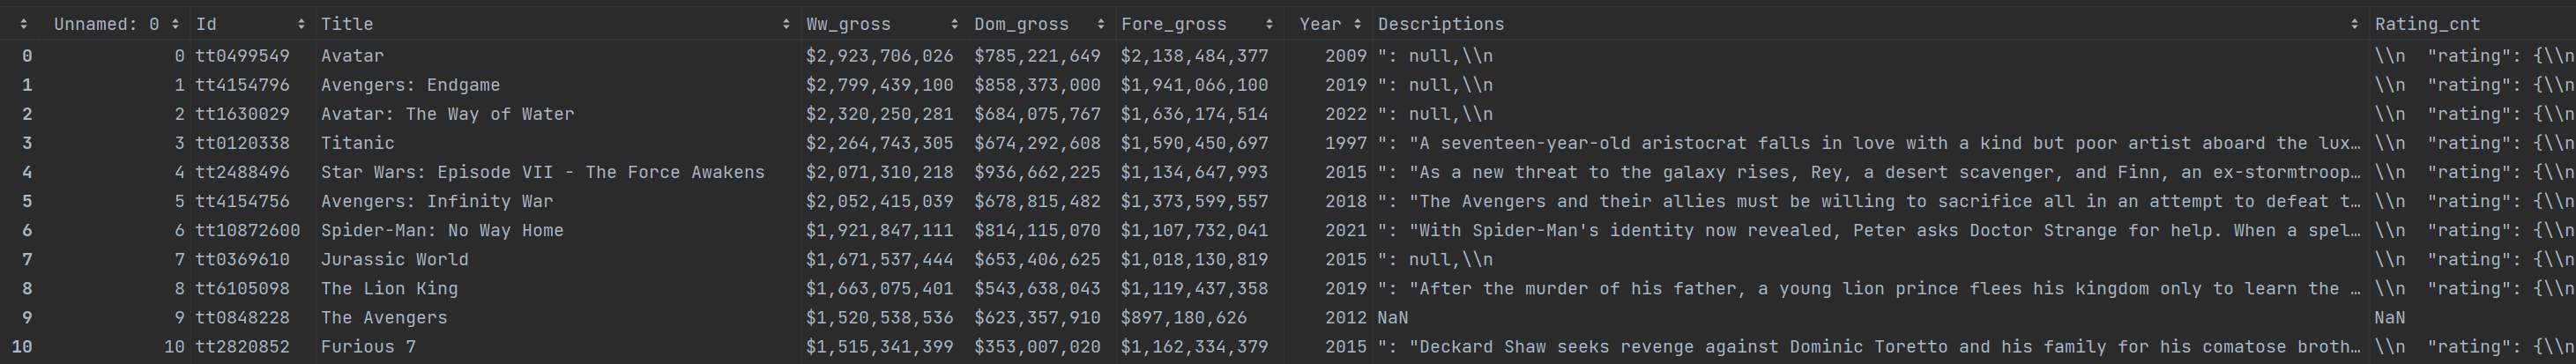 Unnamed: 0 Id Title Ww_gross Dom_gross Fore_gross Year Descriptions Rating_cnt
0 0 tt0499549 Avatar $2,923,706,026 $785,221,649 $2,138,484,377 2009 ": null,\\n \\n "rating": {\\n
1 1 tt4154796 Avengers: Endgame $2,799,439,100 $858,373,000 $1,941,066,100 2019 ": null,\\n \\n "rating": {\\n
2 2 tt1630029 Avatar: The Way of Water $2,320,250,281 $684,075,767 $1,636,174,514 2022 ": null,\\n \\n "rating": {\\n
3 3 tt0120338 Titanic $2,264,743,305 $674,292,608 $1,590,450,697 1997 ": "A seventeen-year-old aristocrat falls in love with a kind but poor artist aboard the lux… \\n "rating": {\\n
4 4 tt2488496 Star Wars: Episode VII - The Force Awakens $2,071,310,218 $936,662,225 $1,134,647,993 2015 ": "As a new threat to the galaxy rises, Rey, a desert scavenger, and Finn, an ex-stormtroop… \\n "rating": {\\n
5 5 tt4154756 Avengers: Infinity War $2,052,415,039 $678,815,482 $1,373,599,557 2018 ": "The Avengers and their allies must be willing to sacrifice all in an attempt to defeat t… \\n "rating": {\\n
6 6 tt10872600 Spider-Man: No Way Home $1,921,847,111 $814,115,070 $1,107,732,041 2021 ": "With Spider-Man's identity now revealed, Peter asks Doctor Strange for help. When a spel… \\n "rating": {\\n
7 7 tt0369610 Jurassic World $1,671,537,444 $653,406,625 $1,018,130,819 2015 ": null,\\n \\n "rating": {\\n
8 8 tt6105098 The Lion King $1,663,075,401 $543,638,043 $1,119,437,358 2019 ": "After the murder of his father, a young lion prince flees his kingdom only to learn the … \\n "rating": {\\n
9 9 tt0848228 The Avengers $1,520,538,536 $623,357,910 $897,180,626 2012 NaN NaN
10 10 tt2820852 Furious 7 $1,515,341,399 $353,007,020 $1,162,334,379 2015 ": "Deckard Shaw seeks revenge against Dominic Toretto and his family for his comatose broth… \\n "rating": {\\n